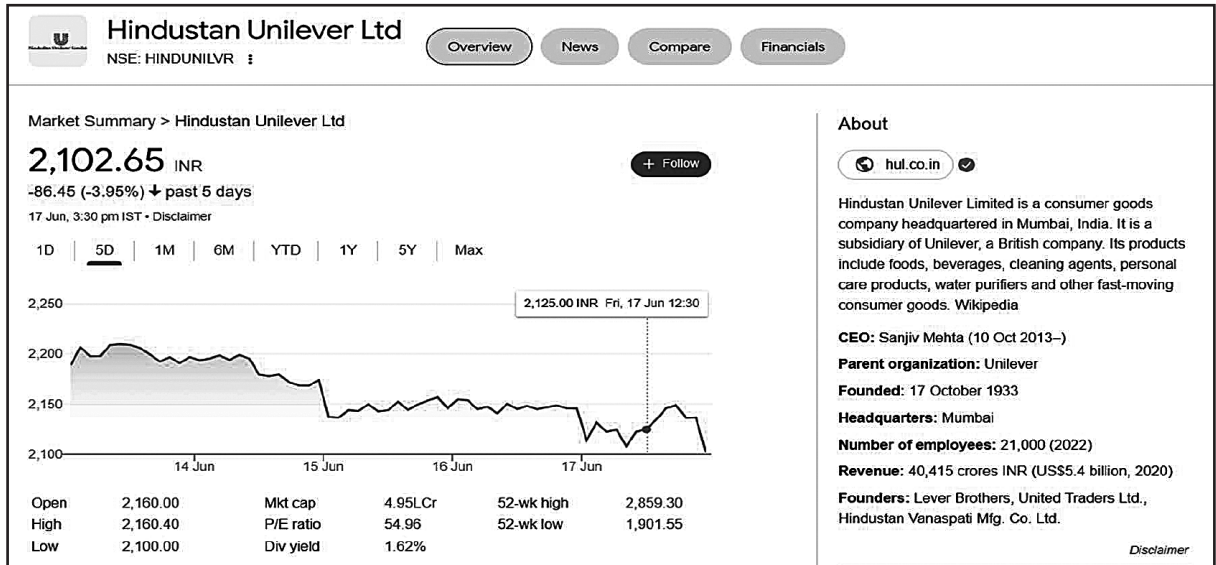 Hindustan Unilever Ltd
NSE: HINDUNILVR
Overview
News
Compare
Financials
Market Summary > Hindustan Unilever Ltd
2,102.65 INR
+ Follow
-86.45 (-3.95%) ↓ past 5 days
17 Jun, 3:30 pm IST • Disclaimer
1D 5D 1M 6M YTD 1Y 5Y Max
2,125.00 INR Fri, 17 Jun 12:30
2,250
2,200
2,150
2,100
14 Jun 15 Jun 16 Jun 17 Jun
Open 2,160.00 Mkt cap 4.95LCr 52-wk high 2,859.30
High 2,160.40 P/E ratio 54.96 52-wk low 1,901.55
Low 2,100.00 Div yield 1.62%
About
hul.co.in
Hindustan Unilever Limited is a consumer goods
company headquartered in Mumbai, India. It is a
subsidiary of Unilever, a British company. Its products
include foods, beverages, cleaning agents, personal
care products, water purifiers and other fast-moving
consumer goods. Wikipedia
CEO: Sanjiv Mehta (10 Oct 2013–)
Parent organization: Unilever
Founded: 17 October 1933
Headquarters: Mumbai
Number of employees: 21,000 (2022)
Revenue: 40,415 crores INR (US$5.4 billion, 2020)
Founders: Lever Brothers, United Traders Ltd.,
Hindustan Vanaspati Mfg. Co. Ltd.
Disclaimer